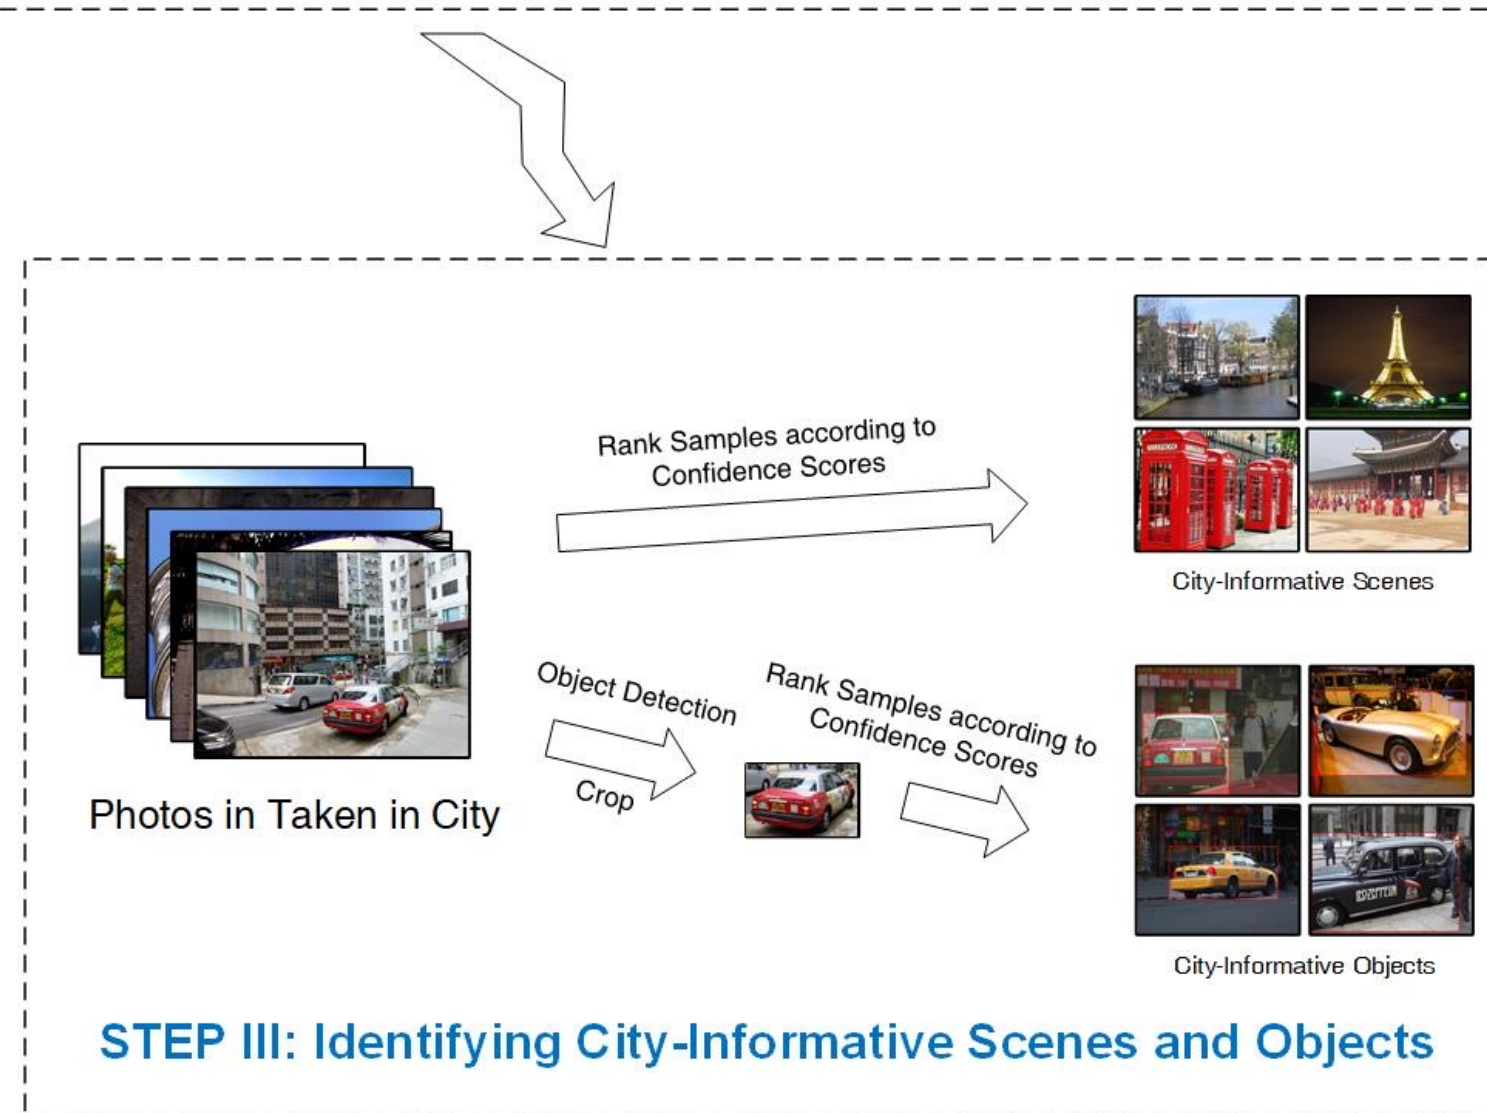 Rank Samples according to
Confidence Scores
City-Informative Scenes
Object Detection
Crop
Rank Samples according to
Confidence Scores
Photos in Taken in City
City-Informative Objects
STEP III: Identifying City-Informative Scenes and Objects
TELEPHONE